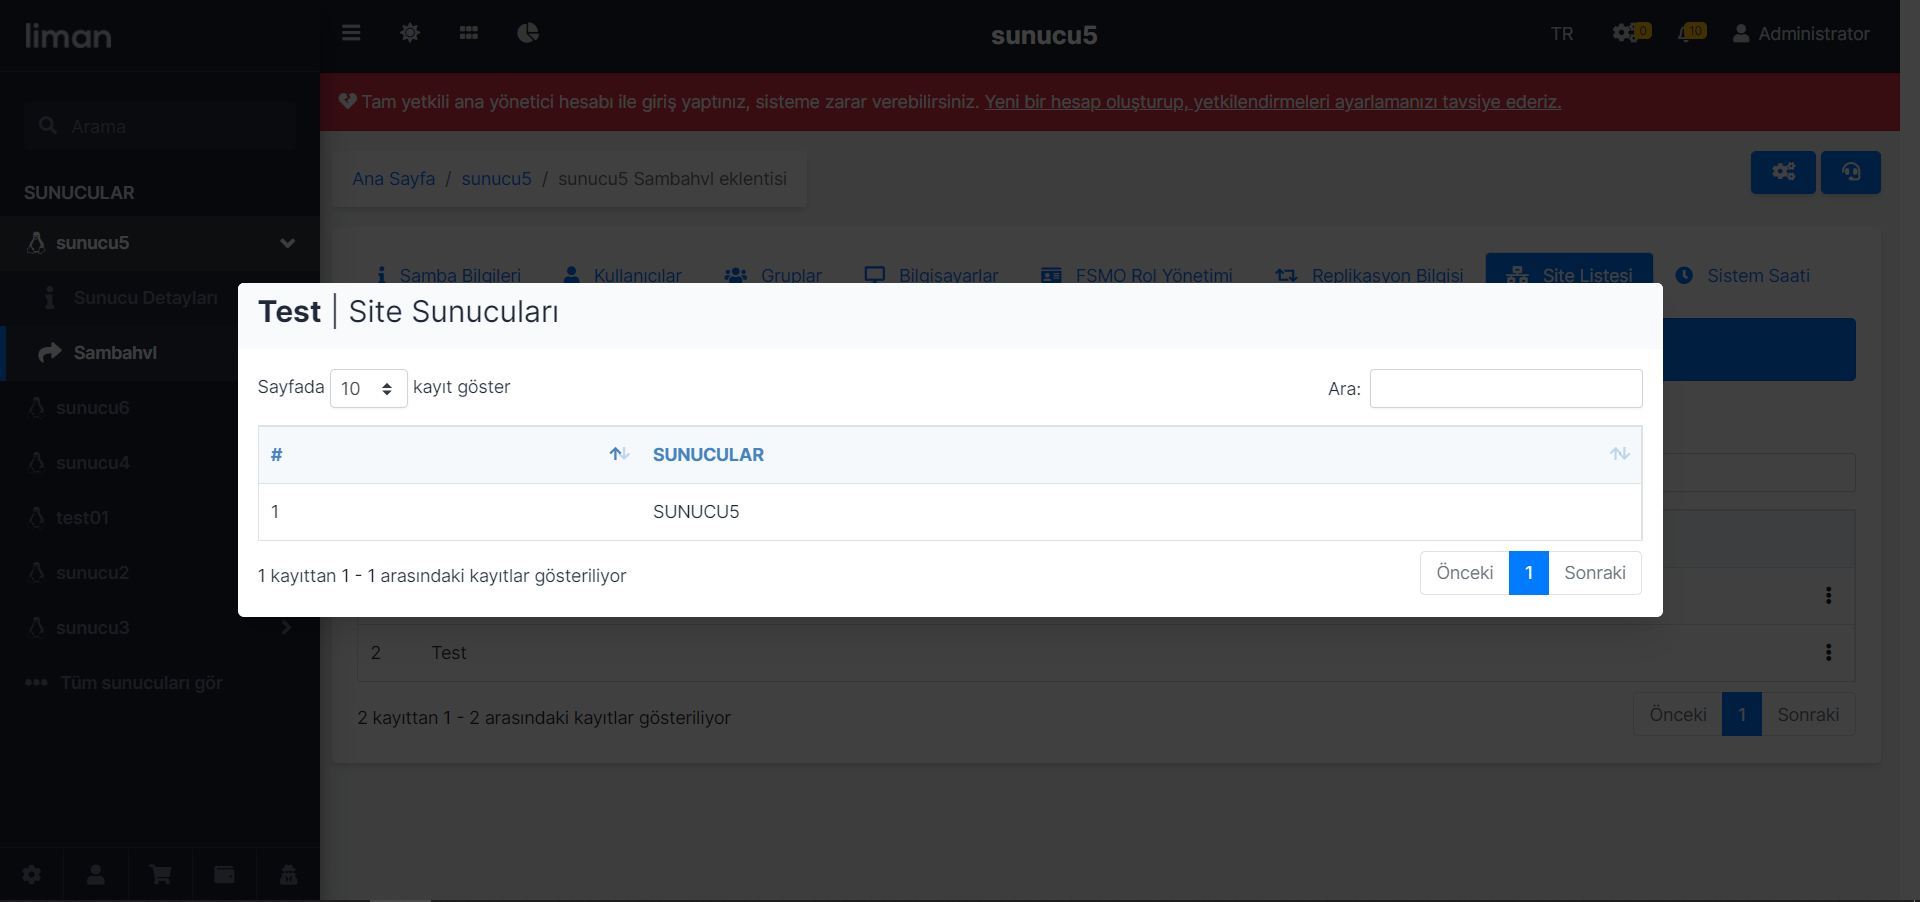 liman
sunucu5
TR
0
10
Administrator
Tam yetkili ana yönetici hesabı ile giriş yaptınız, sisteme zarar verebilirsiniz. Yeni bir hesap oluşturup, yetkilendirmeleri ayarlamanızı tavsiye ederiz.
Arama
SUNUCULAR
sunucu5
Sunucu Detayları
Sambahvl
sunucu6
sunucu4
test01
sunucu2
sunucu3
Tüm sunucuları gör
Ana Sayfa / sunucu5 / sunucu5 Sambahvl eklentisi
Samba Bilgileri Kullanıcılar Gruplar Bilgisayarlar FSMO Rol Yönetimi Replikasyon Bilgisi Site Listesi Sistem Saati
Test | Site Sunucuları
Sayfada 10 kayıt göster
Ara:
# SUNUCULAR
1 SUNUCU5
1 kayıttan 1 - 1 arasındaki kayıtlar gösteriliyor
Önceki 1 Sonraki
2 Test
2 kayıttan 1 - 2 arasındaki kayıtlar gösteriliyor
Önceki 1 Sonraki